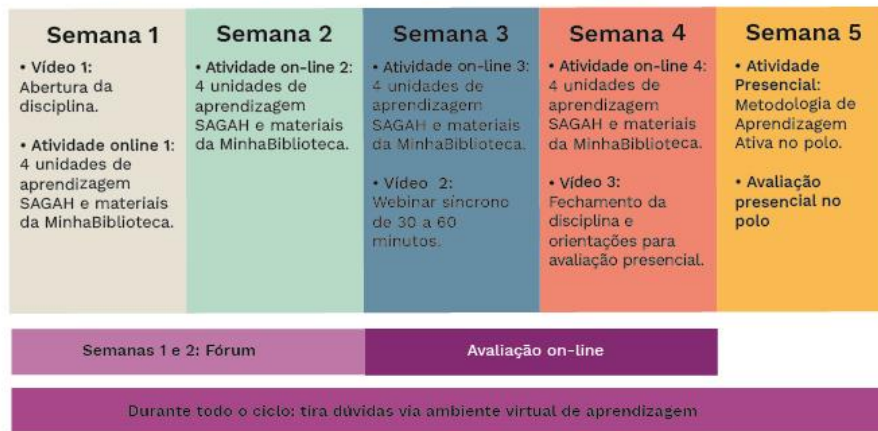 Semana 1
• Vídeo 1:
Abertura da
disciplina.
• Atividade online 1:
4 unidades de
aprendizagem
SAGAH e materiais
da MinhaBiblioteca.
Semana 2
• Atividade on-line 2:
4 unidades de
aprendizagem
SAGAH e materiais
da MinhaBiblioteca.
Semana 3
• Atividade on-line 3:
4 unidades de
aprendizagem
SAGAH e materiais
da MinhaBiblioteca.
• Vídeo 2:
Webinar síncrono
de 30 a 60
minutos.
Semana 4
• Atividade on-line 4:
4 unidades de
aprendizagem
SAGAH e materiais
da MinhaBiblioteca.
• Vídeo 3:
Fechamento da
disciplina e
orientações para
avaliação presencial.
Semana 5
• Atividade
Presencial:
Metodologia de
Aprendizagem
Ativa no polo.
• Avaliação
presencial no
polo
Semanas 1 e 2: Fórum
Avaliação on-line
Durante todo o ciclo: tira dúvidas via ambiente virtual de aprendizagem